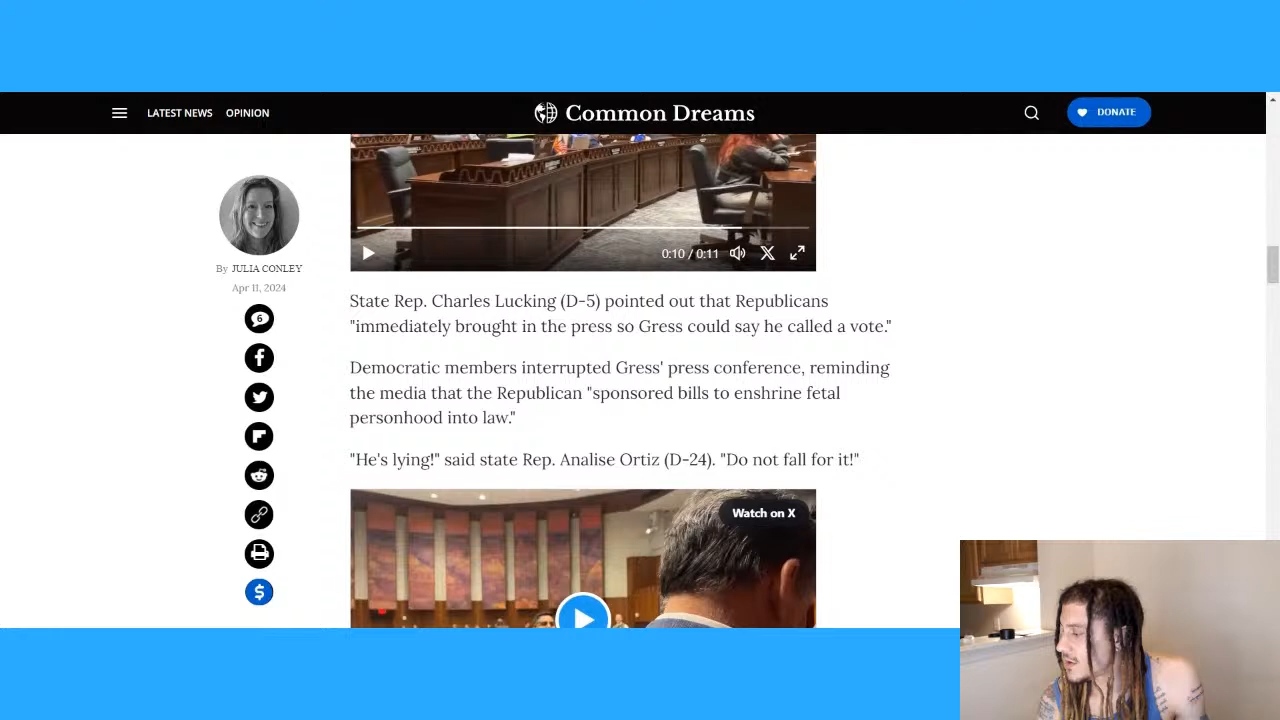 LATEST NEWS OPINION Common Dreams DONATE
0:10 / 0:11
By JULIA CONLEY
Apr 11, 2024
6
State Rep. Charles Lucking (D-5) pointed out that Republicans
"immediately brought in the press so Gress could say he called a vote."
Democratic members interrupted Gress' press conference, reminding
the media that the Republican "sponsored bills to enshrine fetal
personhood into law."
"He's lying!" said state Rep. Analise Ortiz (D-24). "Do not fall for it!"
Watch on X